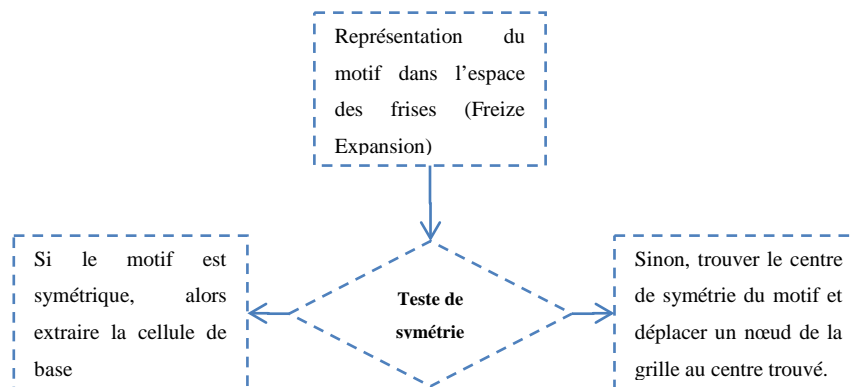 Représentation du
motif dans l’espace
des frises (Freize
Expansion)
Si le motif est
symétrique, alors
extraire la cellule de
base
Teste de
symétrie
Sinon, trouver le centre
de symétrie du motif et
déplacer un nœud de la
grille au centre trouvé.